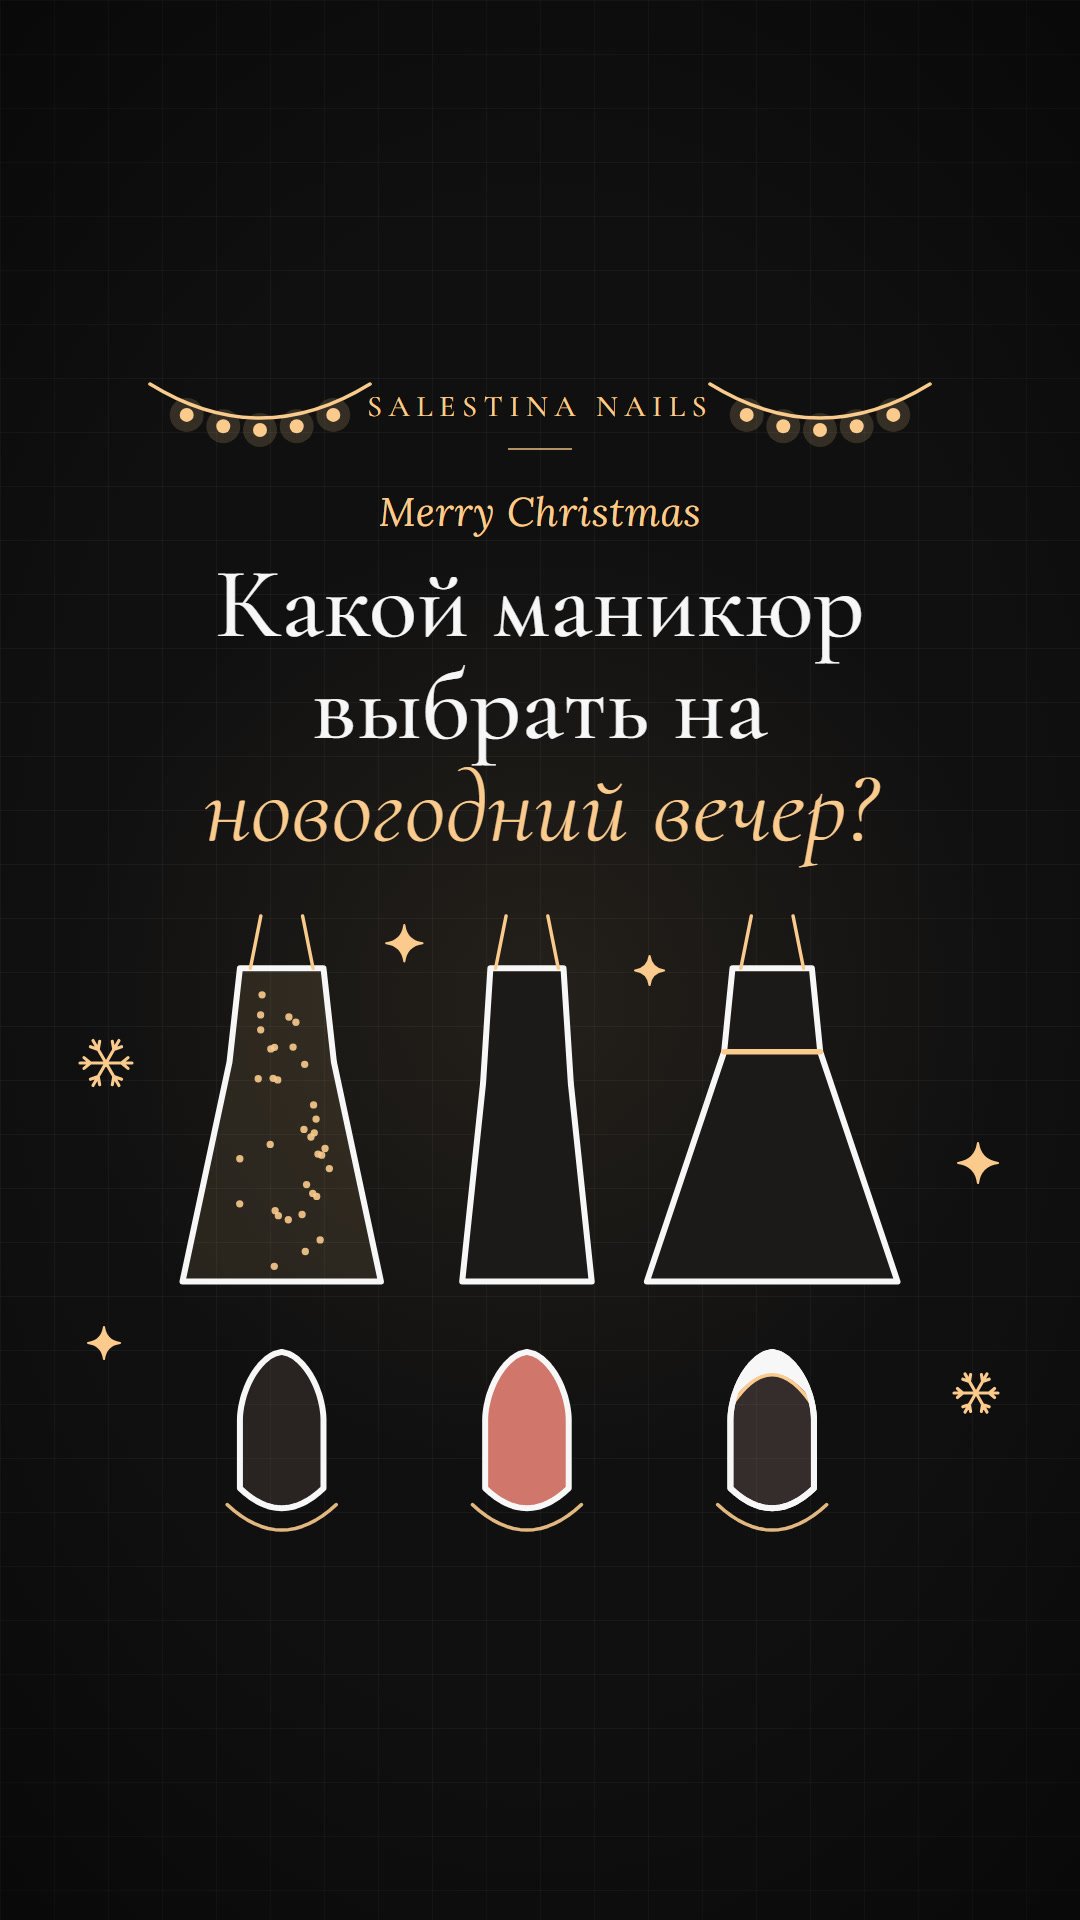 SALESTINA NAILS
Merry Christmas
Какой маникюр
выбрать на
новогодний вечер?